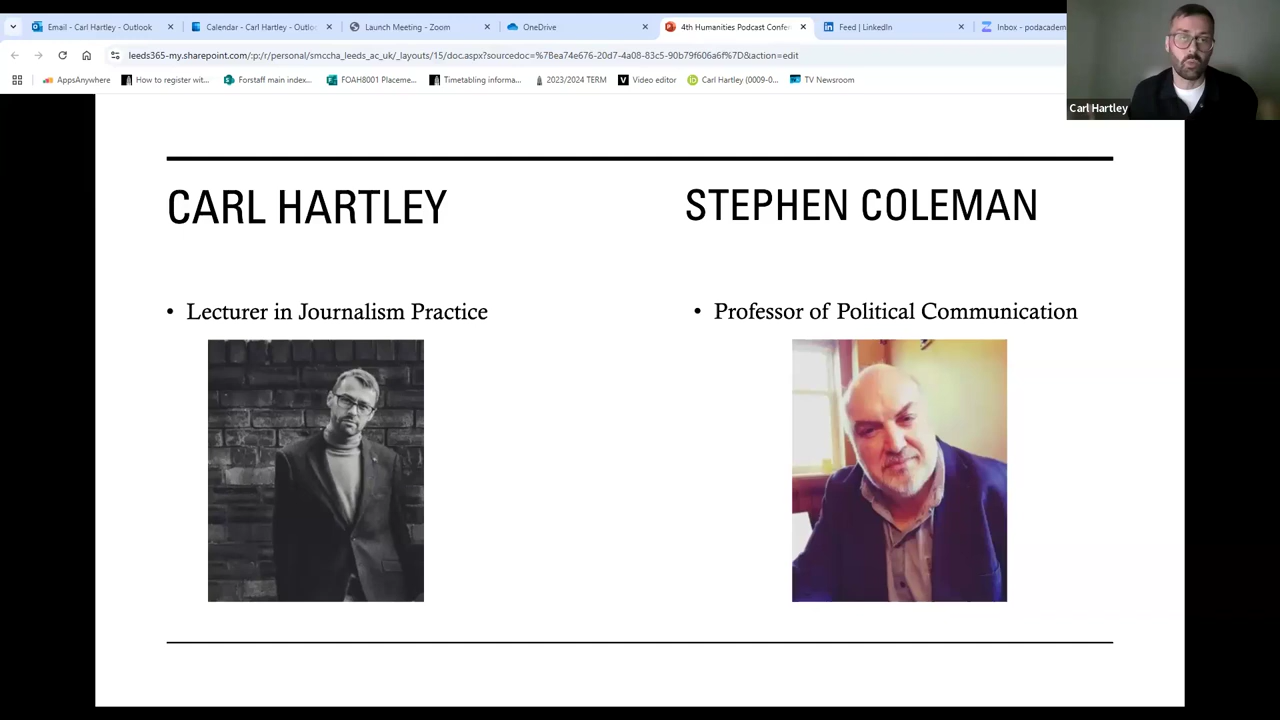 Email - Carl Hartley - Outlook
Calendar - Carl Hartley - Outlo
Launch Meeting - Zoom
OneDrive
4th Humanities Podcast Confe
Feed | LinkedIn
Inbox - podacadem
leeds365-my.sharepoint.com/:p:/r/personal/smccha_leeds_ac_uk/_layouts/15/doc.aspx?sourcedoc=%7Bea74e676-20d7-4a08-83c5-90b79f606a6f%7D&action=edit
AppsAnywhere
How to register wit...
Forstaff main index...
FOAH8001 Placeme...
Timetabling informa...
2023/2024 TERM
Video editor
Carl Hartley (0009-0...
TV Newsroom
Carl Hartley
CARL HARTLEY
STEPHEN COLEMAN
• Lecturer in Journalism Practice
• Professor of Political Communication